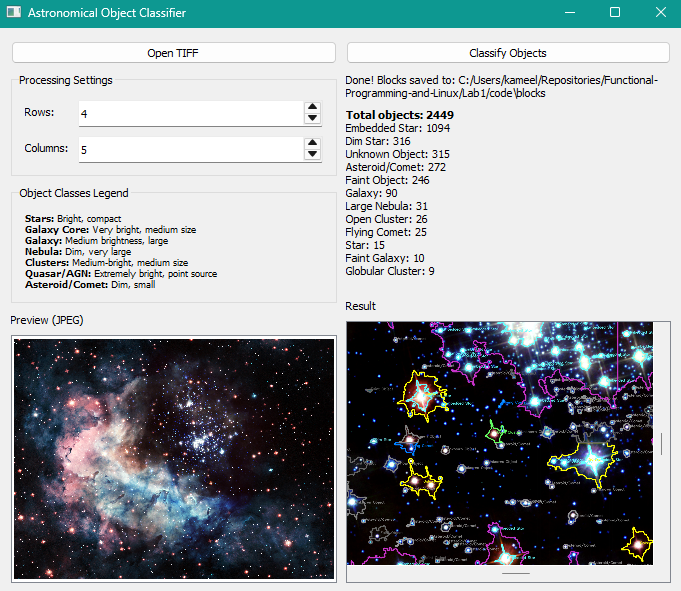 Astronomical Object Classifier
Open TIFF
Classify Objects
Processing Settings
Rows:
4
Columns:
5
Object Classes Legend
Stars: Bright, compact
Galaxy Core: Very bright, medium size
Galaxy: Medium brightness, large
Nebula: Dim, very large
Clusters: Medium-bright, medium size
Quasar/AGN: Extremely bright, point source
Asteroid/Comet: Dim, small
Preview (JPEG)
Done! Blocks saved to: C:/Users/kameel/Repositories/Functional-
Programming-and-Linux/Lab1/code\blocks
Total objects: 2449
Embedded Star: 1094
Dim Star: 316
Unknown Object: 315
Asteroid/Comet: 272
Faint Object: 246
Galaxy: 90
Large Nebula: 31
Open Cluster: 26
Flying Comet: 25
Star: 15
Faint Galaxy: 10
Globular Cluster: 9
Result